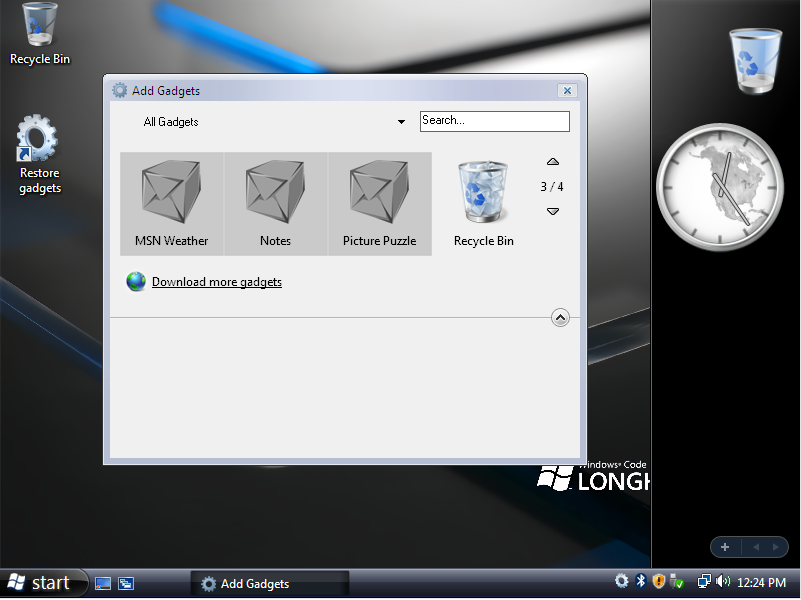 Recycle Bin
Restore
gadgets
Add Gadgets
All Gadgets
Search...
MSN Weather
Notes
Picture Puzzle
Recycle Bin
3 / 4
Download more gadgets
Windows® Code
LONGH
start
Add Gadgets
12:24 PM